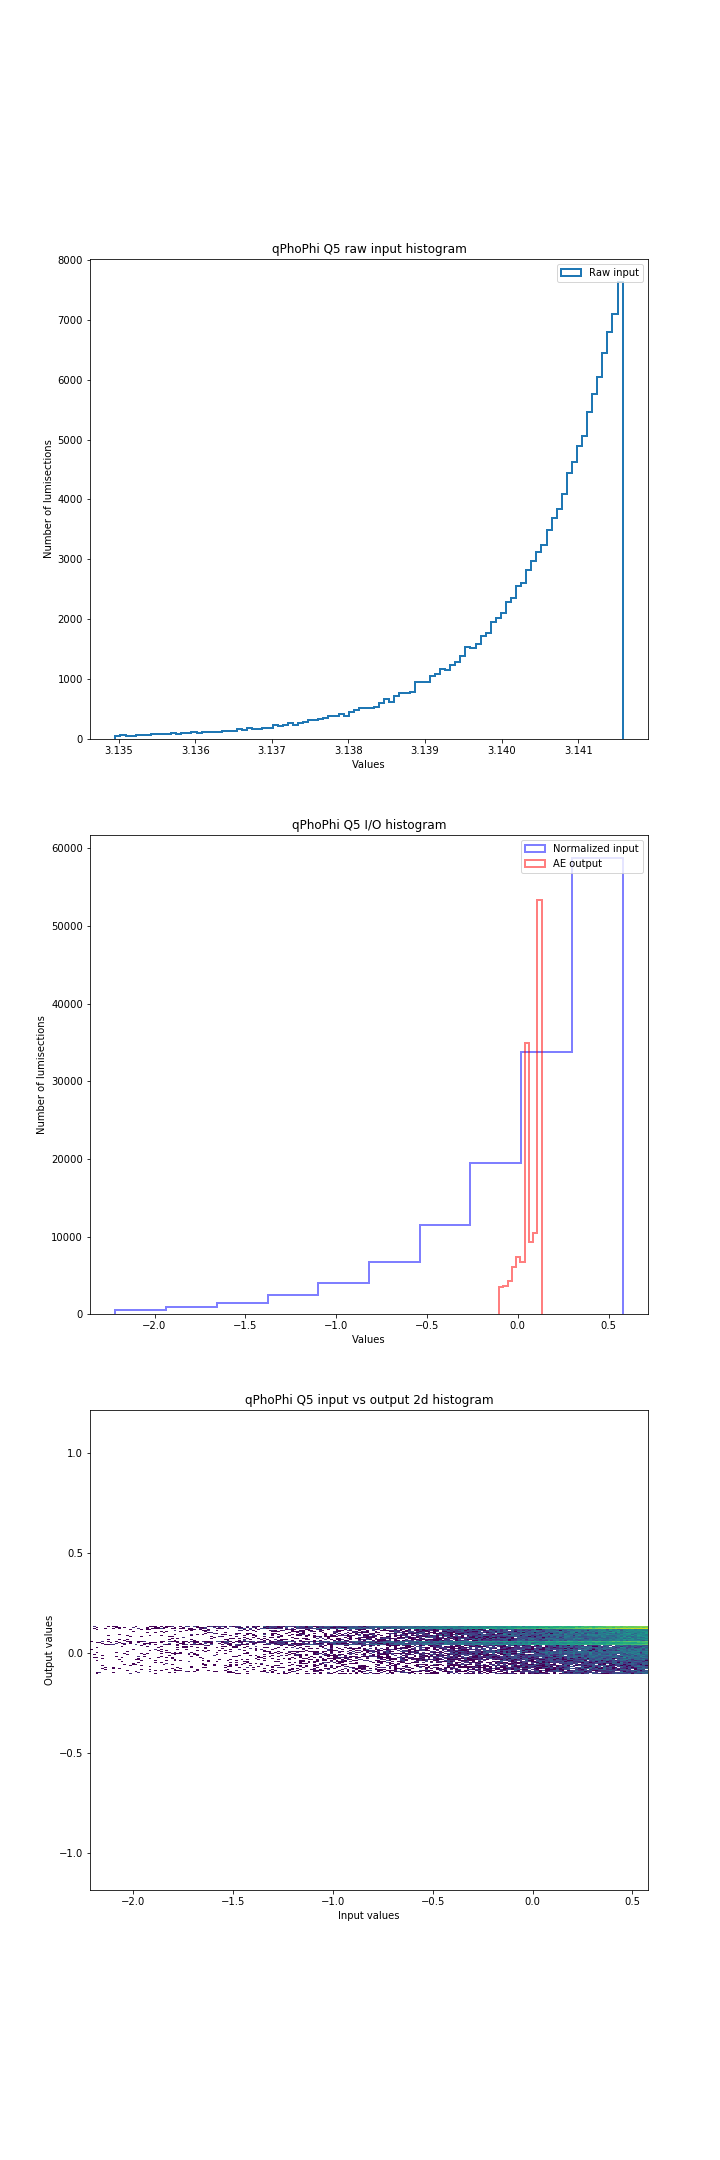 qPhoPhi Q5 raw input histogram
Raw input
8000
7000
6000
5000
4000
3000
2000
1000
0
Number of lumisections
3.135 3.136 3.137 3.138 3.139 3.140 3.141
Values
qPhoPhi Q5 I/O histogram
Normalized input
AE output
60000
50000
40000
30000
20000
10000
0
Number of lumisections
−2.0 −1.5 −1.0 −0.5 0.0 0.5
Values
qPhoPhi Q5 input vs output 2d histogram
1.0
0.5
0.0
−0.5
−1.0
Output values
−2.0 −1.5 −1.0 −0.5 0.0 0.5
Input values